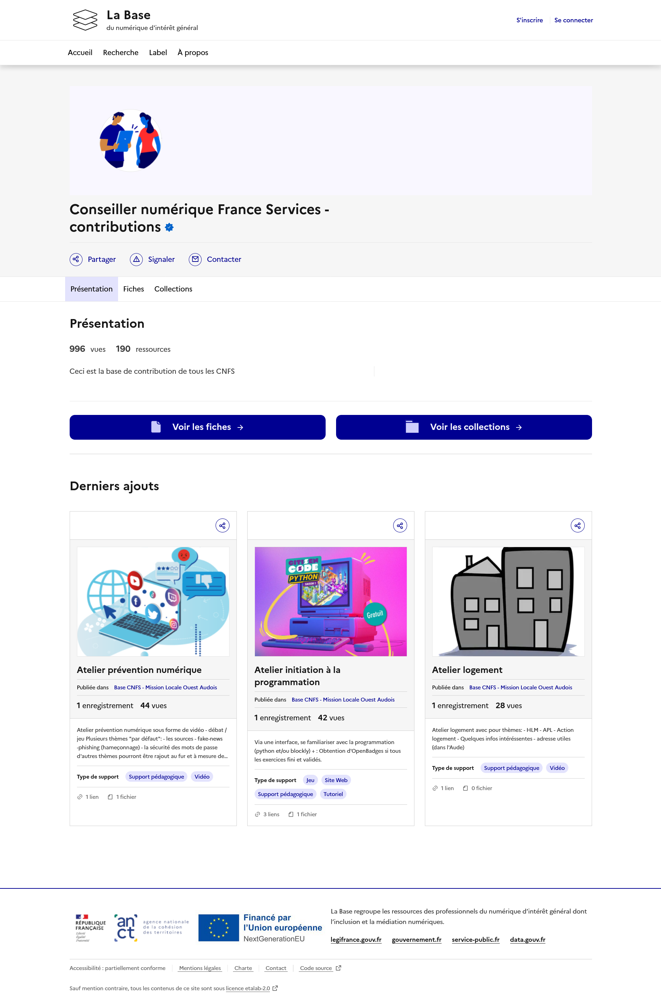 La Base
du numérique d'intérêt général
S'inscrire
Se connecter
Accueil
Recherche
Label
À propos
Conseiller numérique France Services -
contributions
Partager
Signaler
Contacter
Présentation
Fiches
Collections
Présentation
996 vues 190 ressources
Ceci est la base de contribution de tous les CNFS
Voir les fiches
Voir les collections
Derniers ajouts
Atelier prévention numérique
Publiée dans Base CNFS - Mission Locale Ouest Audois
1 enregistrement 44 vues
Atelier prévention numérique sous forme de vidéo - débat /
jeu Plusieurs thèmes "par défaut": - les sources - fake-news
-phishing (hameçonnage) - la sécurité des mots de passe
d'autres thèmes pourront être rajout au fur et à mesure de...
Type de support Support pédagogique Vidéo
1 lien 1 fichier
CITIZEN
CODE
PYTHON
SAISON 1
Gratuit
Atelier initiation à la
programmation
Publiée dans Base CNFS - Mission Locale Ouest Audois
1 enregistrement 42 vues
Via une interface, se familiariser avec la programmation
(python et/ou blockly) + : Obtention d'OpenBadges si tous
les exercices fini et validés.
Type de support Jeu Site Web
Support pédagogique Tutoriel
3 liens 1 fichier
Atelier logement
Publiée dans Base CNFS - Mission Locale Ouest Audois
1 enregistrement 28 vues
Atelier logement avec pour thèmes: - HLM - APL - Action
logement - Quelques infos intéréssentes - adresse utiles
(dans l'Aude)
Type de support Support pédagogique Vidéo
1 lien 0 fichier
RÉPUBLIQUE
FRANÇAISE
Liberté
Égalité
Fraternité
an
ct
agence nationale
de la cohésion
des territoires
Financé par
l'Union européenne
NextGenerationEU
La Base regroupe les ressources des professionnels du numérique d’intérêt général dont
l’inclusion et la médiation numériques.
legifrance.gouv.fr
gouvernement.fr
service-public.fr
data.gouv.fr
Accessibilité : partiellement conforme
Mentions légales
Charte
Contact
Code source
Sauf mention contraire, tous les contenus de ce site sont sous licence etalab-2.0